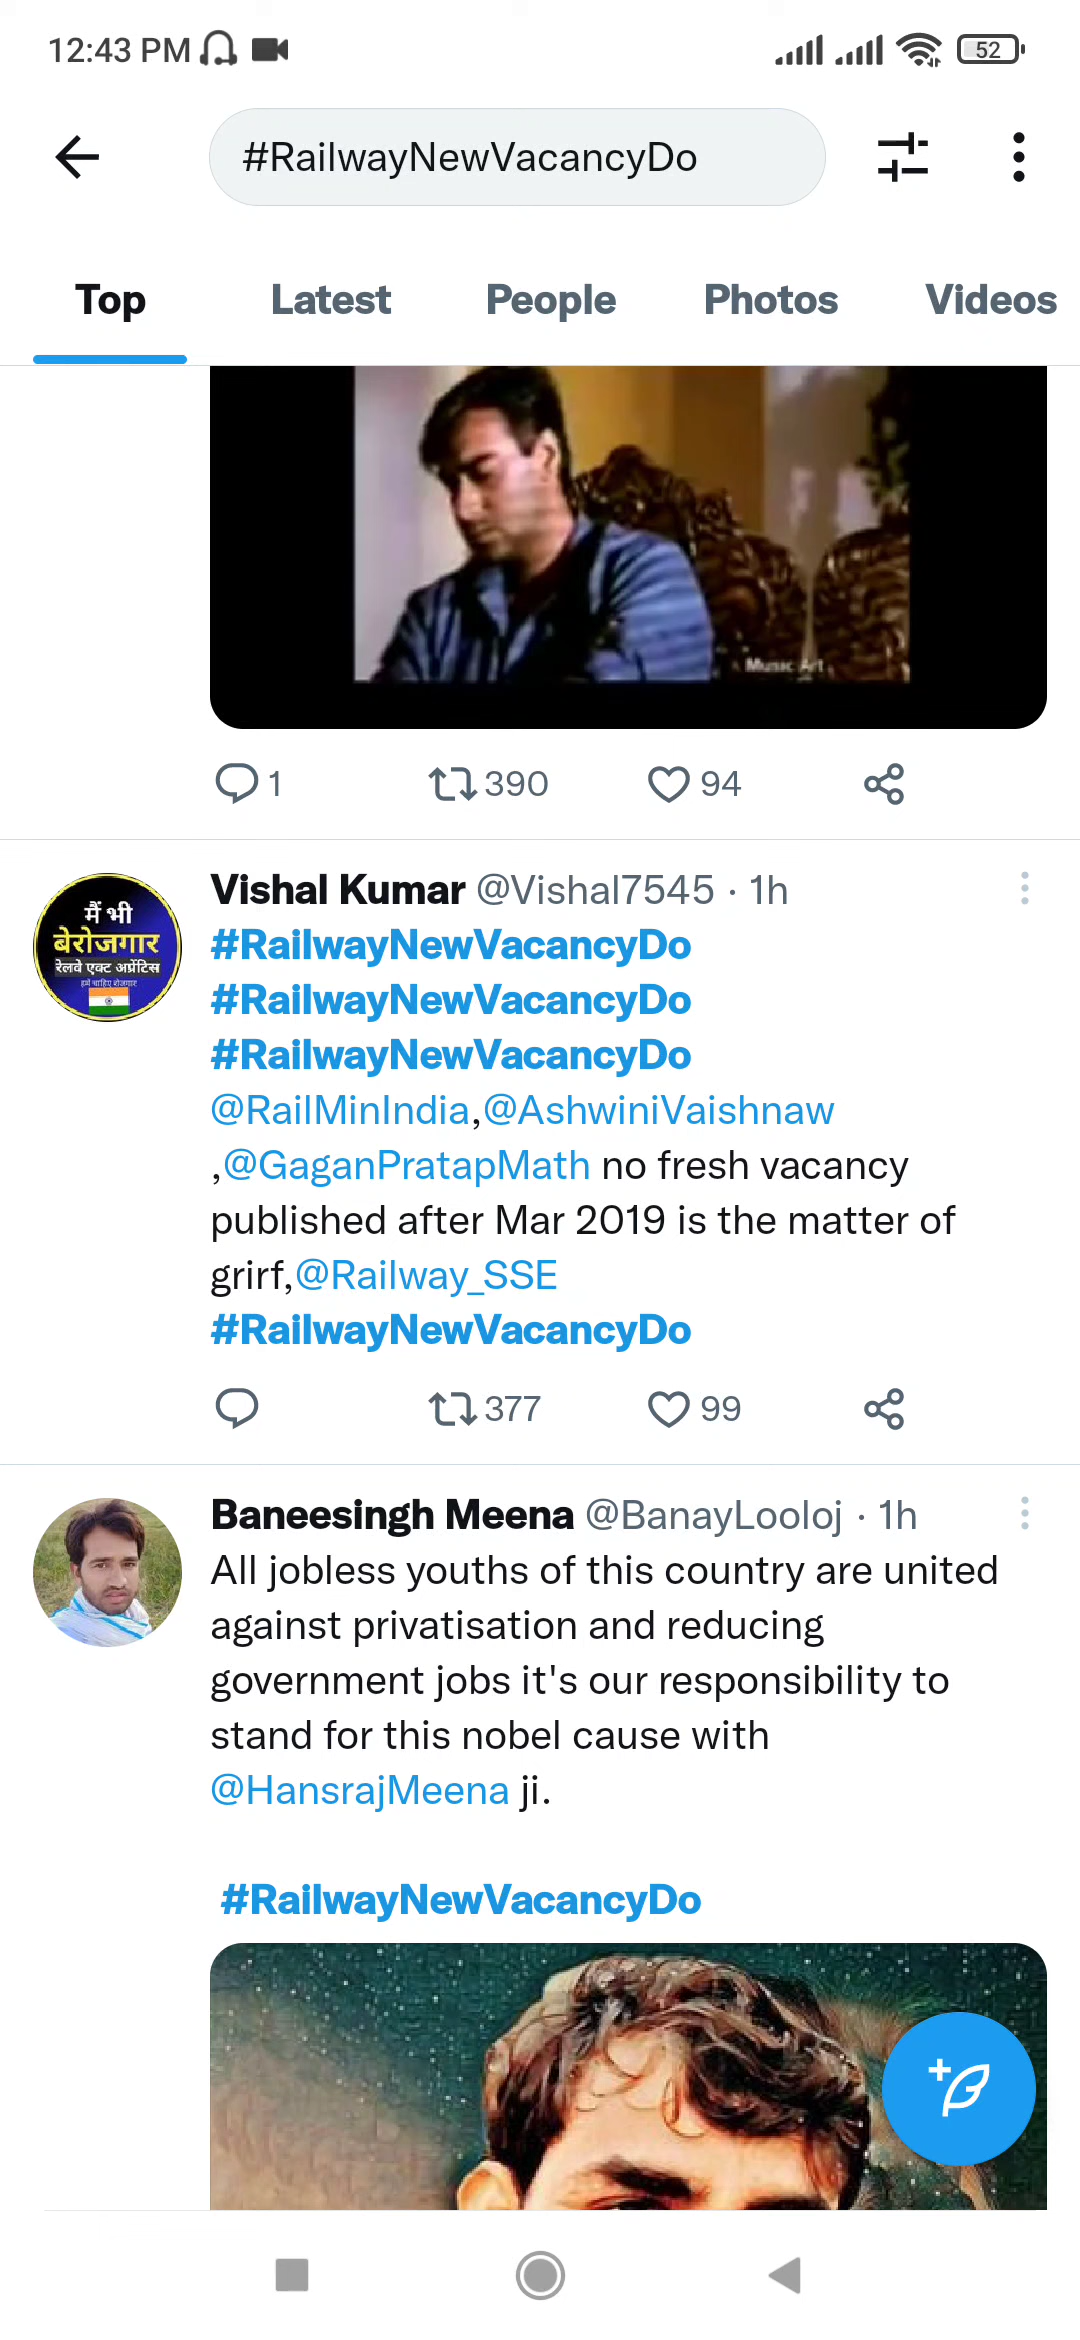 12:43 PM
52
#RailwayNewVacancyDo
Top Latest People Photos Videos
Music Art
1 390 94
Vishal Kumar @Vishal7545 · 1h
मैं भी
बेरोजगार
रेलवे एक्ट अप्रेंटिस
हमें चाहिए रोजगार
#RailwayNewVacancyDo
#RailwayNewVacancyDo
#RailwayNewVacancyDo
@RailMinIndia,@AshwiniVaishnaw
,@GaganPratapMath no fresh vacancy
published after Mar 2019 is the matter of
grirf,@Railway_SSE
#RailwayNewVacancyDo
377 99
Baneesingh Meena @BanayLooloj · 1h
All jobless youths of this country are united
against privatisation and reducing
government jobs it's our responsibility to
stand for this nobel cause with
@HansrajMeena ji.
#RailwayNewVacancyDo